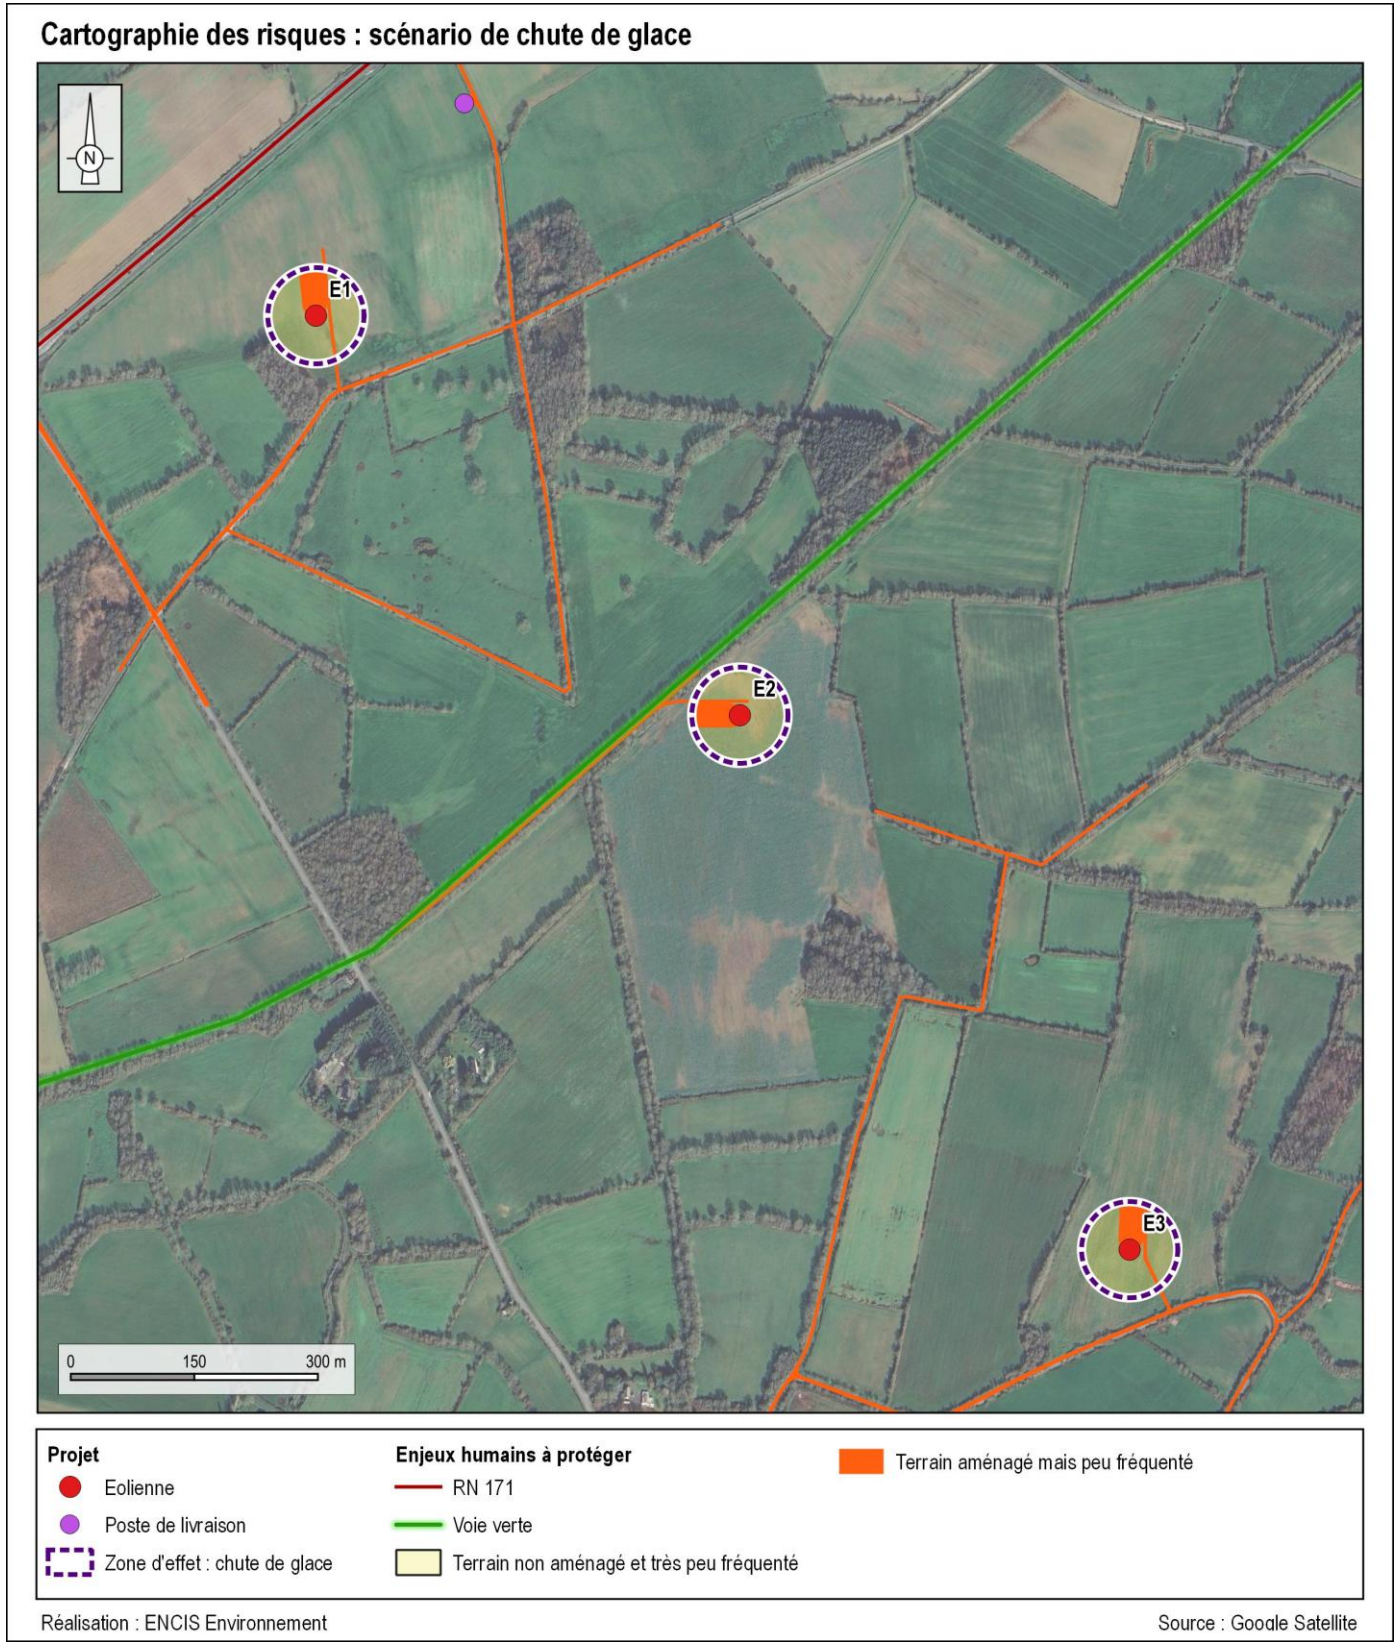 Cartographie des risques : scénario de chute de glace
N
E1
E2
E3
0 150 300 m
Projet
Eolienne
Poste de livraison
Zone d'effet : chute de glace
Enjeux humains à protéger
RN 171
Voie verte
Terrain non aménagé et très peu fréquenté
Terrain aménagé mais peu fréquenté
Réalisation : ENCIS Environnement
Source : Google Satellite